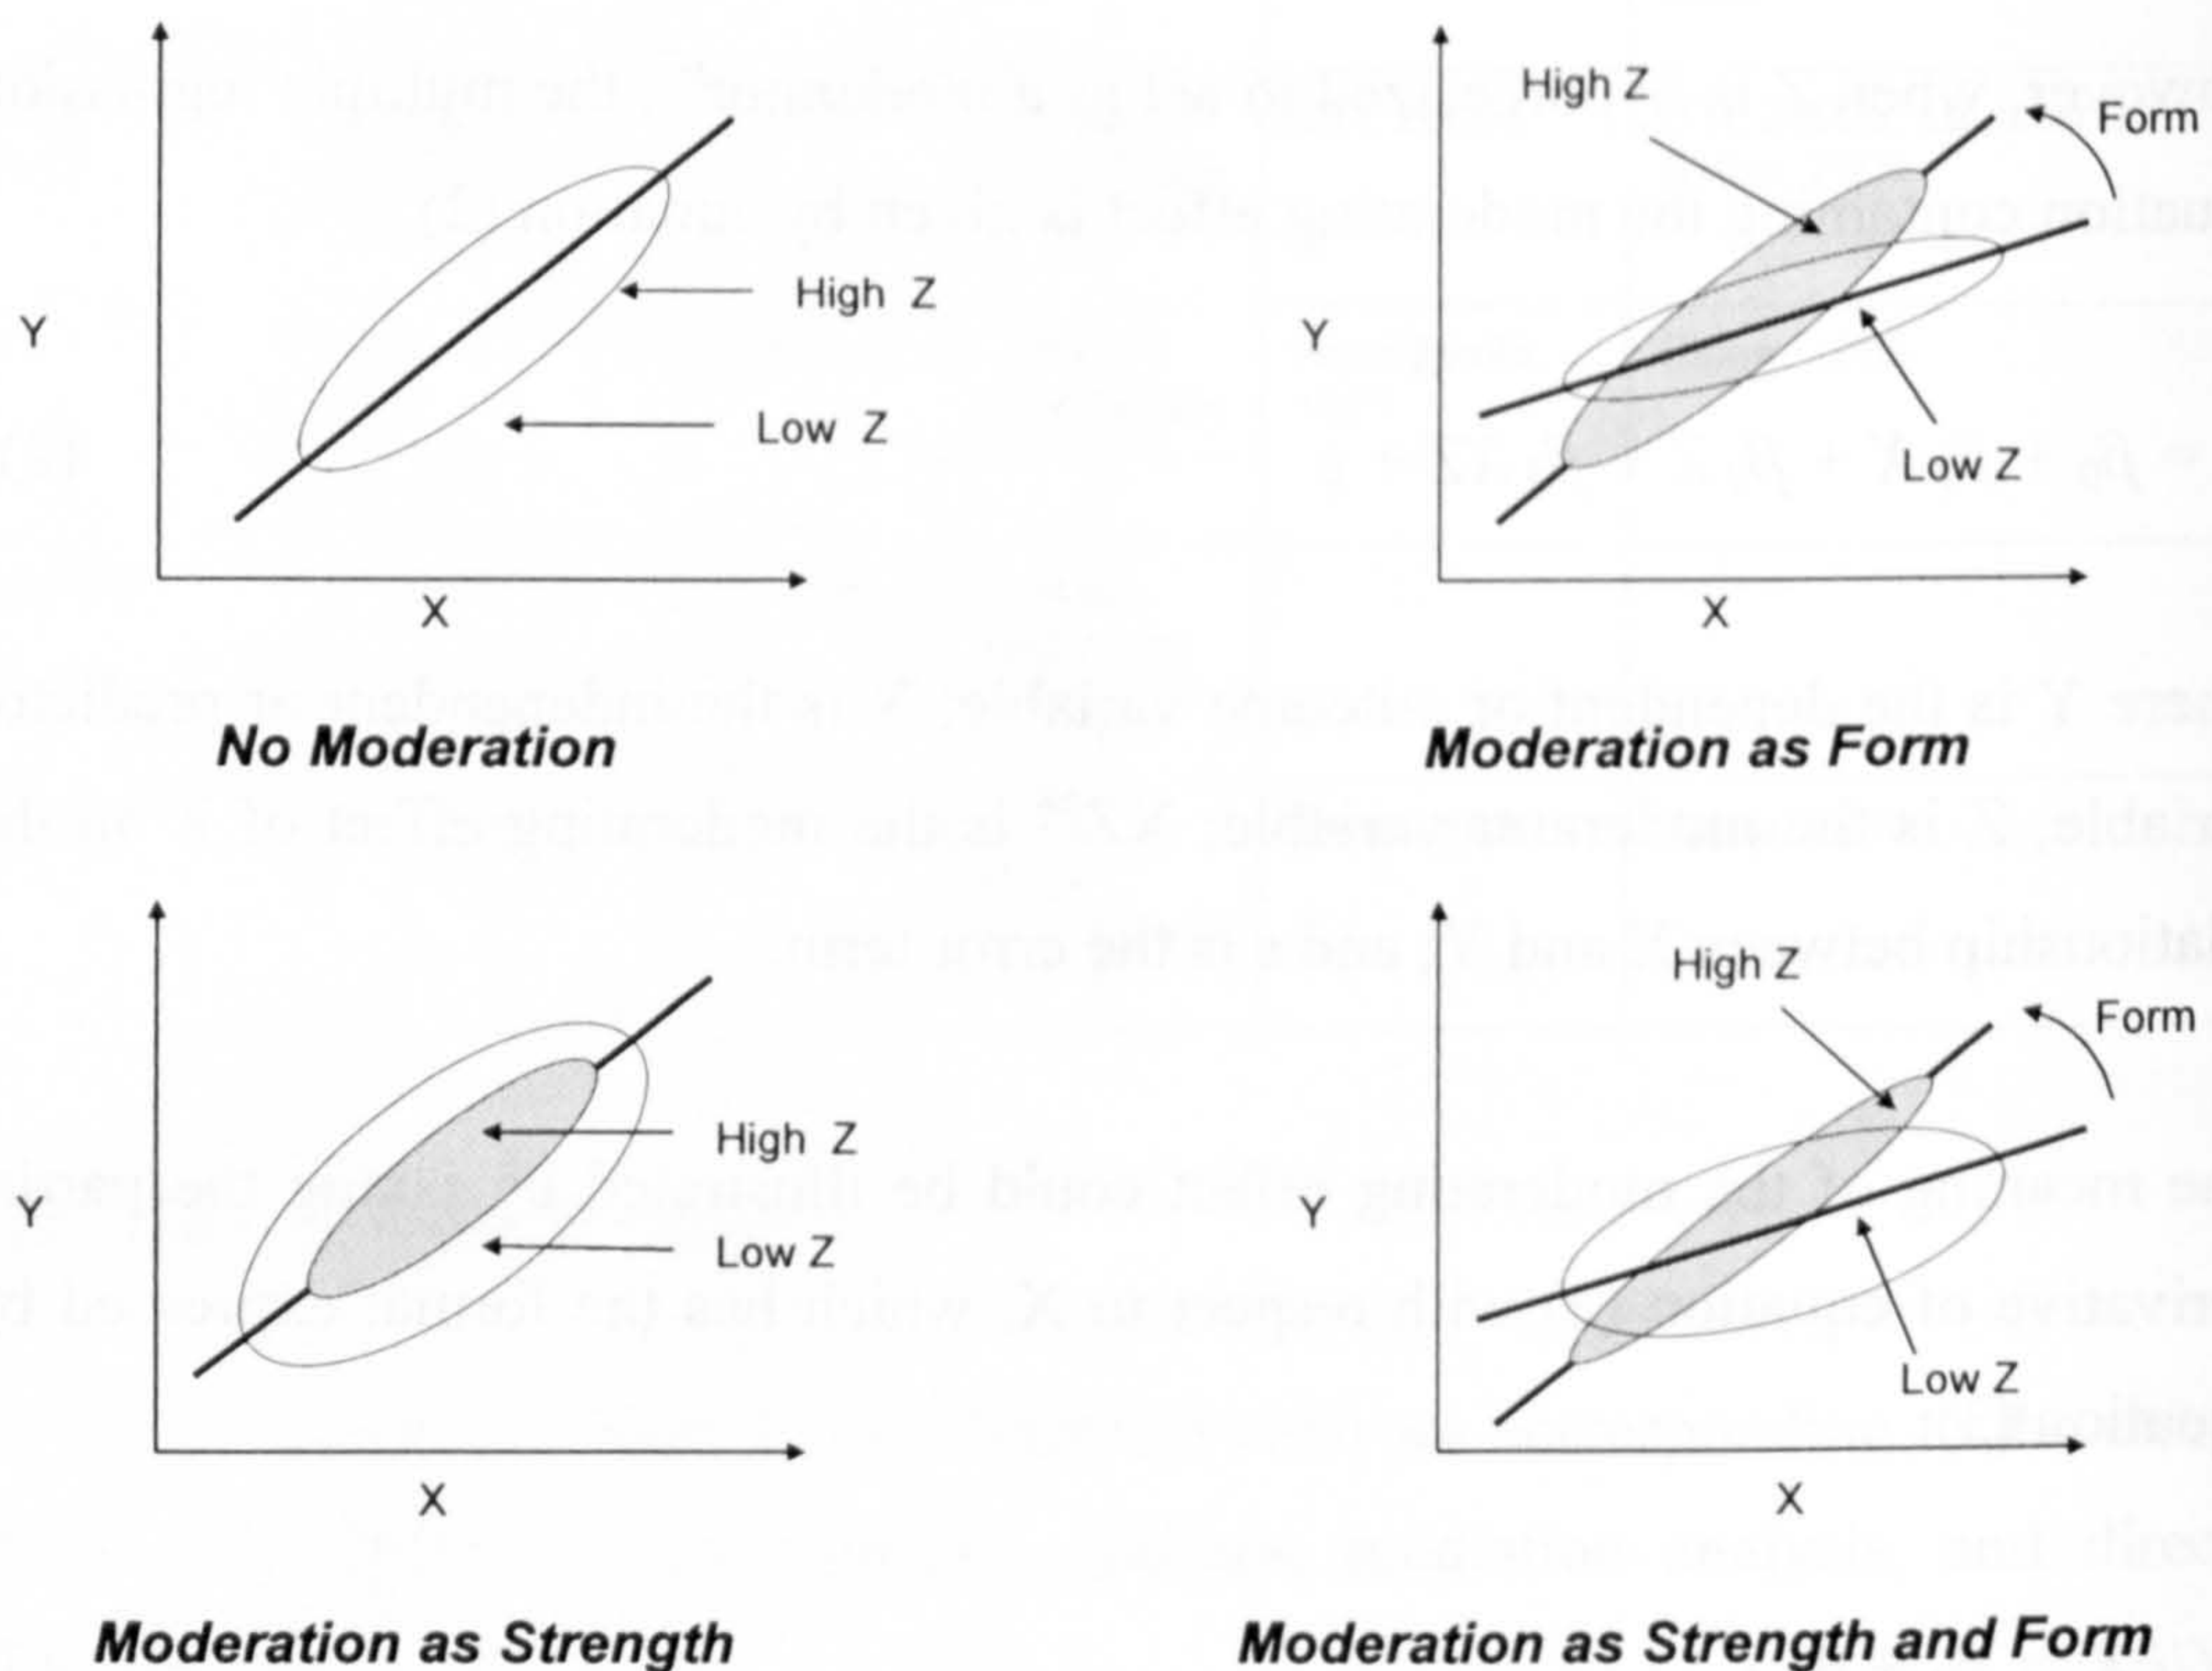 High Z
Form
High Z
Y
Low Z
Y
Low Z
X
X
No Moderation
Moderation as Form
High Z
Form
High Z
Y
Low Z
Y
Low Z
X
X
Moderation as Strength
Moderation as Strength and Form